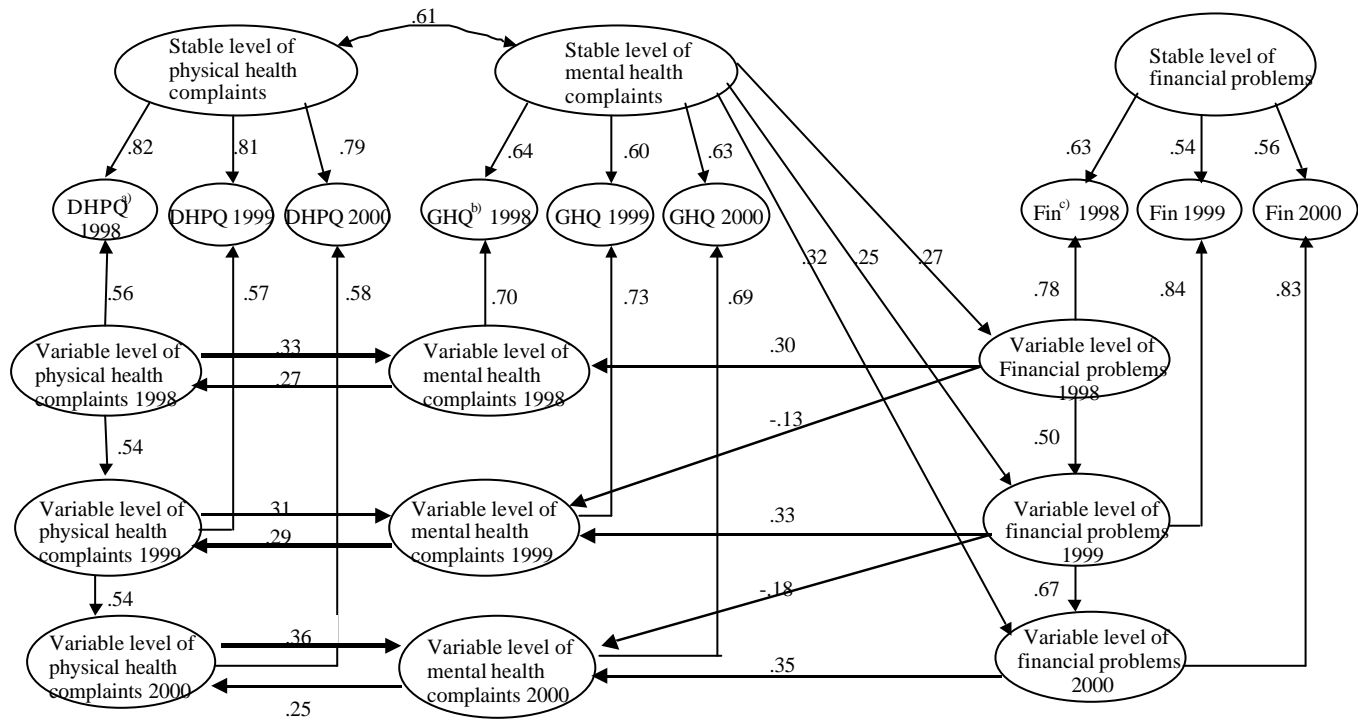 .61
Stable level of
physical health
complaints
Stable level of
mental health
complaints
Stable level of
financial problems
.82
.81
.79
.64
.60
.63
.63
.54
.56
DHPQ a)
1998
DHPQ 1999
DHPQ 2000
GHQ b) 1998
GHQ 1999
GHQ 2000
Fin c) 1998
Fin 1999
Fin 2000
.32
.25
.27
.56
.57
.58
.70
.73
.69
.78
.84
.83
Variable level of
physical health
complaints 1998
.33
.27
Variable level of
mental health
complaints 1998
.30
Variable level of
Financial problems
1998
.54
-.13
.50
Variable level of
physical health
complaints 1999
.31
.29
Variable level of
mental health
complaints 1999
.33
Variable level of
financial problems
1999
.54
-.18
.67
Variable level of
physical health
complaints 2000
.36
.25
Variable level of
mental health
complaints 2000
.35
Variable level of
financial problems
2000